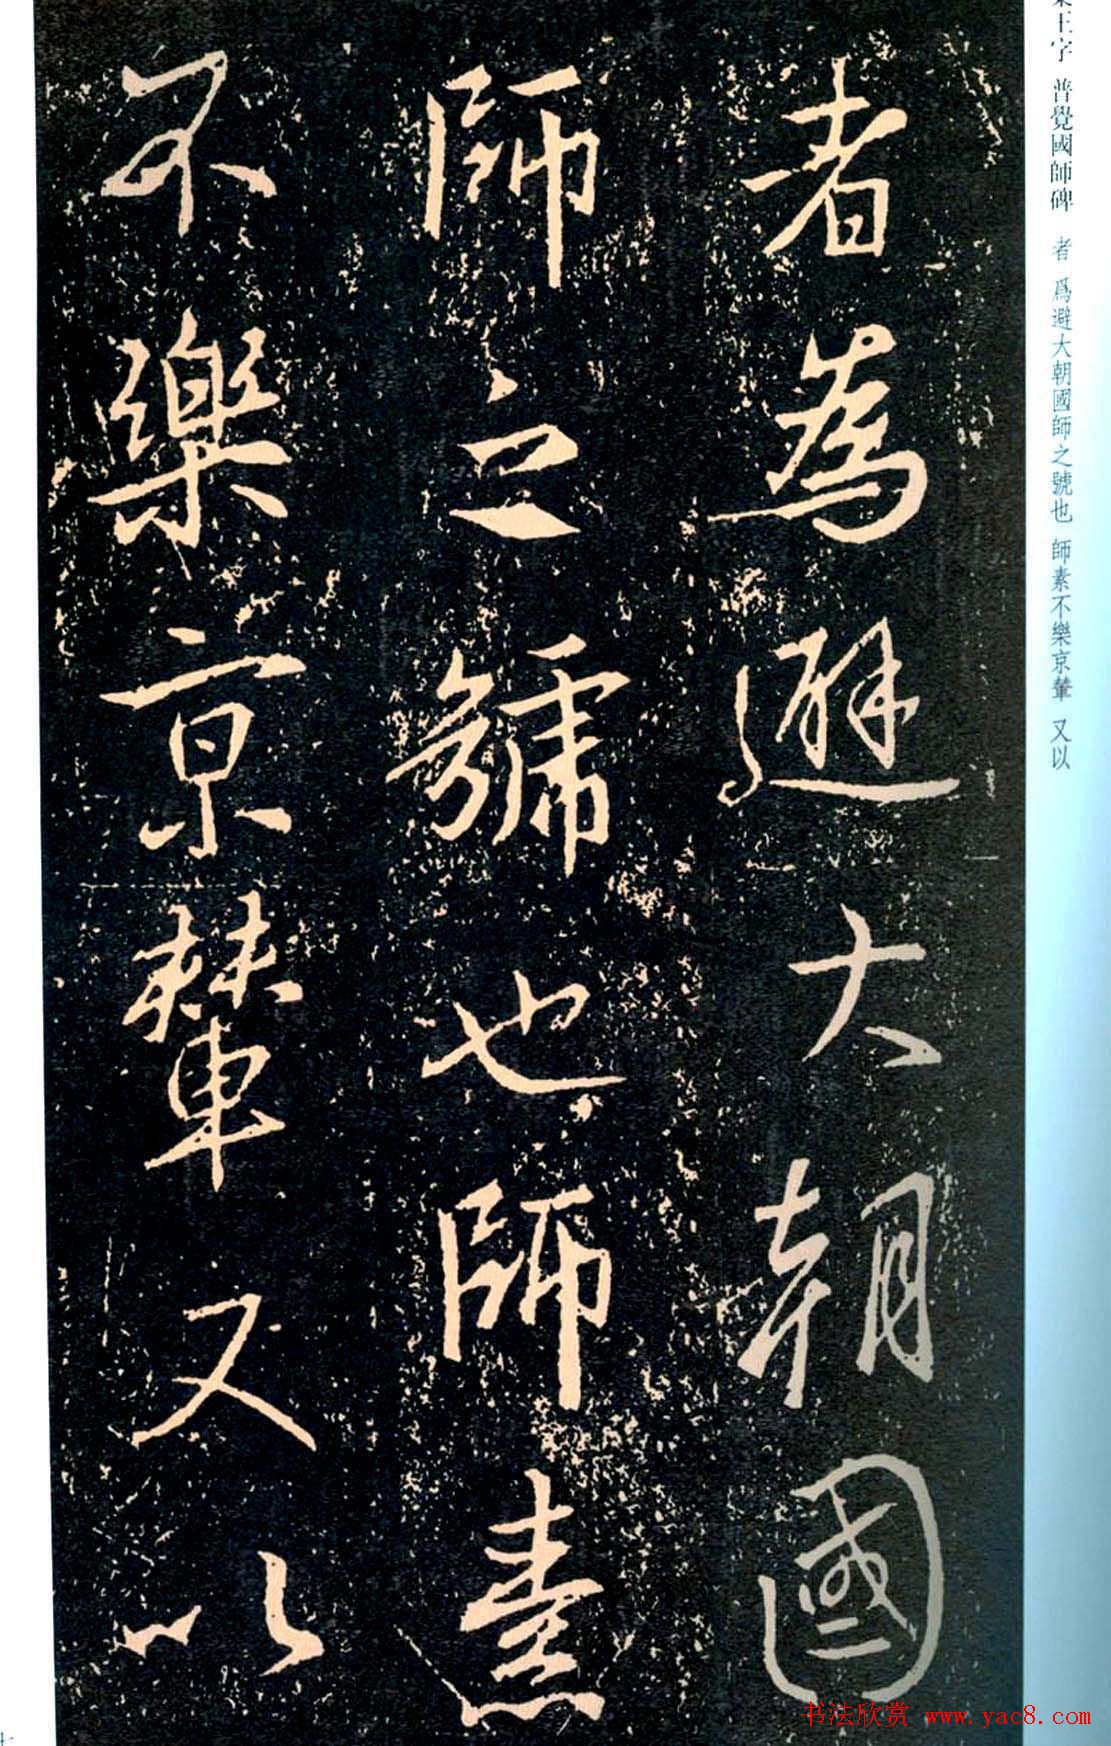 者為避大朝國
師之號也師素
不樂京輦又以
王字 普覺國師碑 者 爲避大朝國師之號也 師素不樂京輦 又以
书法欣赏 www.yac8.com